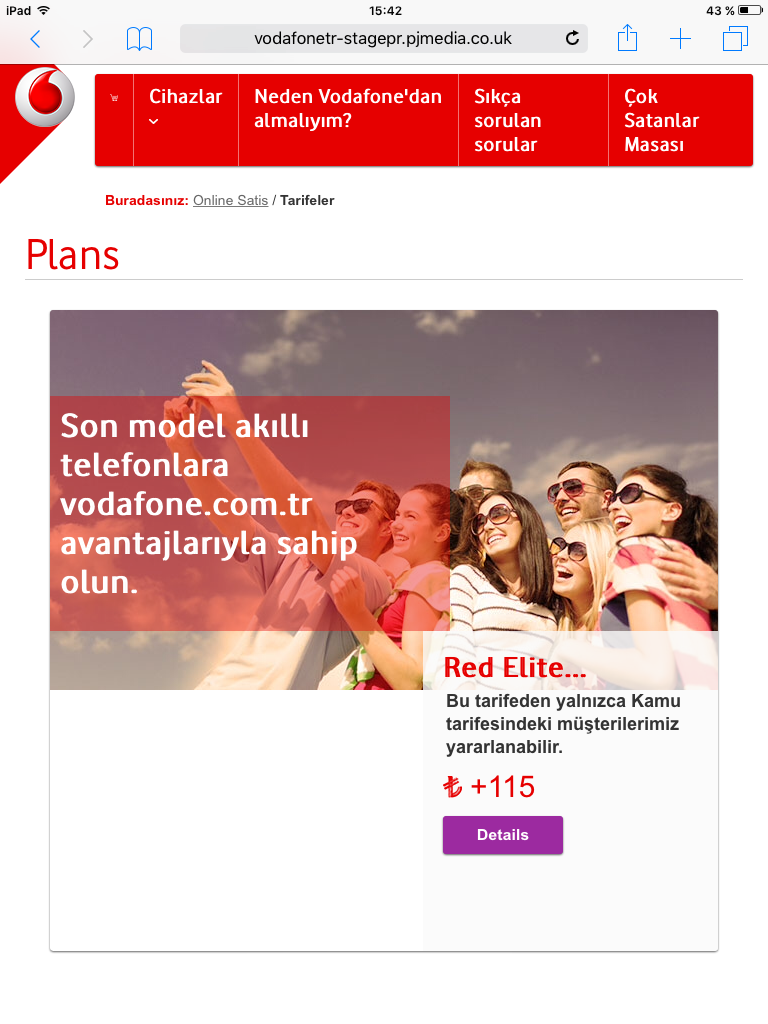 iPad
15:42
43 %
vodafonetr-stagepr.pjmedia.co.uk
Cihazlar
Neden Vodafone'dan
almalıyım?
Sıkça
sorulan
sorular
Çok
Satanlar
Masası
Buradasınız: Online Satis / Tarifeler
Plans
Son model akıllı
telefonlara
vodafone.com.tr
avantajlarıyla sahip
olun.
Red Elite...
Bu tarifeden yalnızca Kamu
tarifesindeki müşterilerimiz
yararlanabilir.
₺ +115
Details